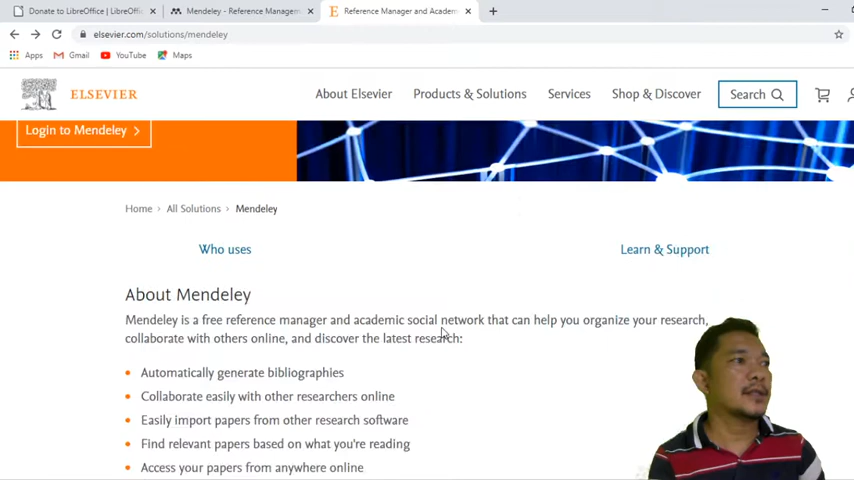 Donate to LibreOffice | LibreOffi
Mendeley - Reference Managem
Reference Manager and Academ
elsevier.com/solutions/mendeley
Apps
Gmail
YouTube
Maps
ELSEVIER
About Elsevier
Products & Solutions
Services
Shop & Discover
Search
Login to Mendeley
Home > All Solutions > Mendeley
Who uses
Learn & Support
About Mendeley
Mendeley is a free reference manager and academic social network that can help you organize your research,
collaborate with others online, and discover the latest research:
Automatically generate bibliographies
Collaborate easily with other researchers online
Easily import papers from other research software
Find relevant papers based on what you're reading
Access your papers from anywhere online